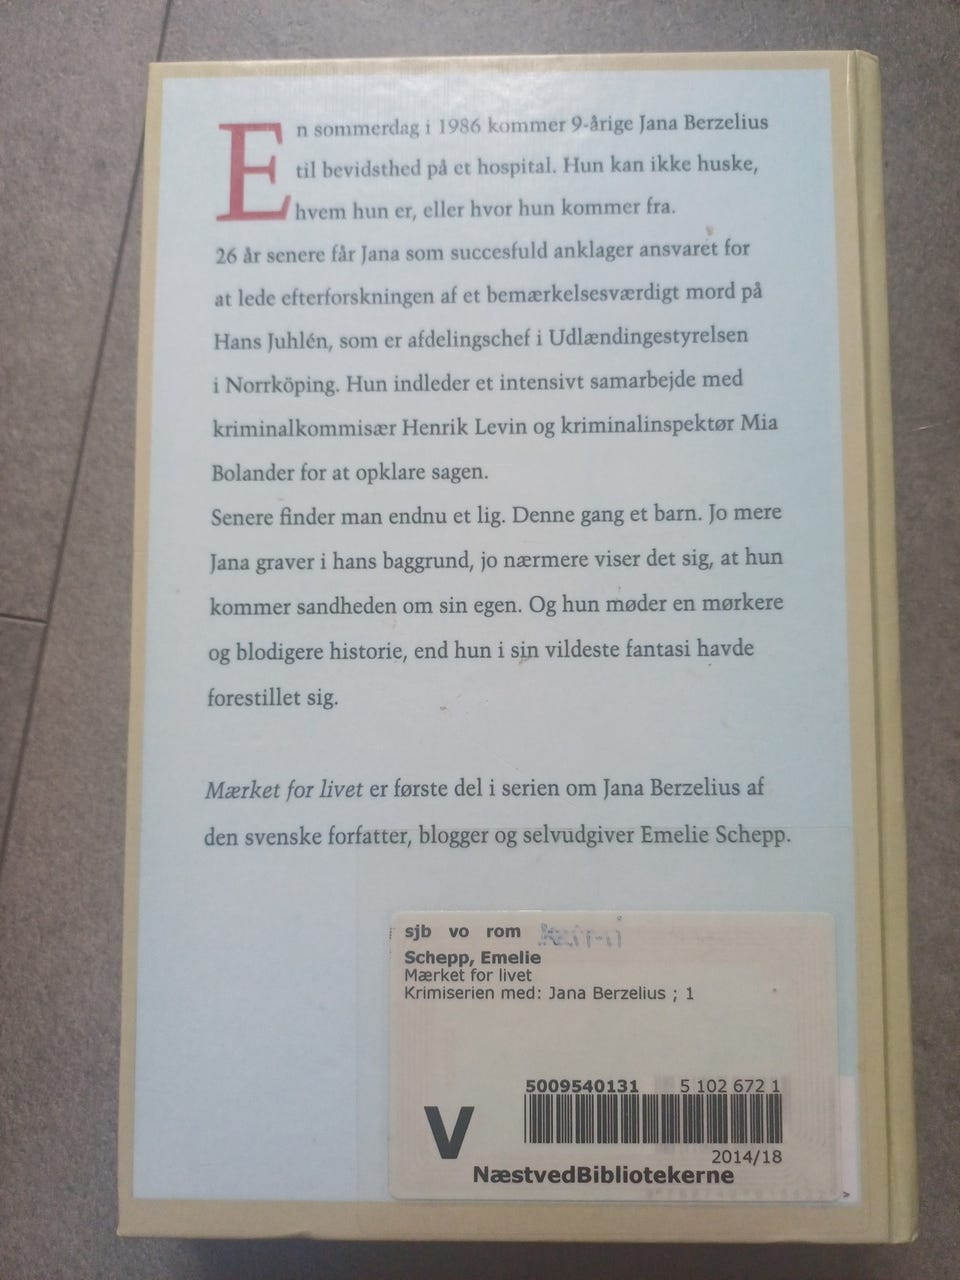 En sommerdag i 1986 kommer 9-årige Jana Berzelius
til bevidsthed på et hospital. Hun kan ikke huske,
hvem hun er, eller hvor hun kommer fra.
26 år senere får Jana som succesfuld anklager ansvaret for
at lede efterforskningen af et bemærkelsesværdigt mord på
Hans Juhlén, som er afdelingschef i Udlændingestyrelsen
i Norrköping. Hun indleder et intensivt samarbejde med
kriminalkommisær Henrik Levin og kriminalinspektør Mia
Bolander for at opklare sagen.
Senere finder man endnu et lig. Denne gang et barn. Jo mere
Jana graver i hans baggrund, jo nærmere viser det sig, at hun
kommer sandheden om sin egen. Og hun møder en mørkere
og blodigere historie, end hun i sin vildeste fantasi havde
forestillet sig.
Mærket for livet er første del i serien om Jana Berzelius af
den svenske forfatter, blogger og selvudgiver Emelie Schepp.
sjb vo rom
Schepp, Emelie
Mærket for livet
Krimiserien med: Jana Berzelius ; 1
5009540131 5 102 672 1
V
2014/18
NæstvedBibliotekerne